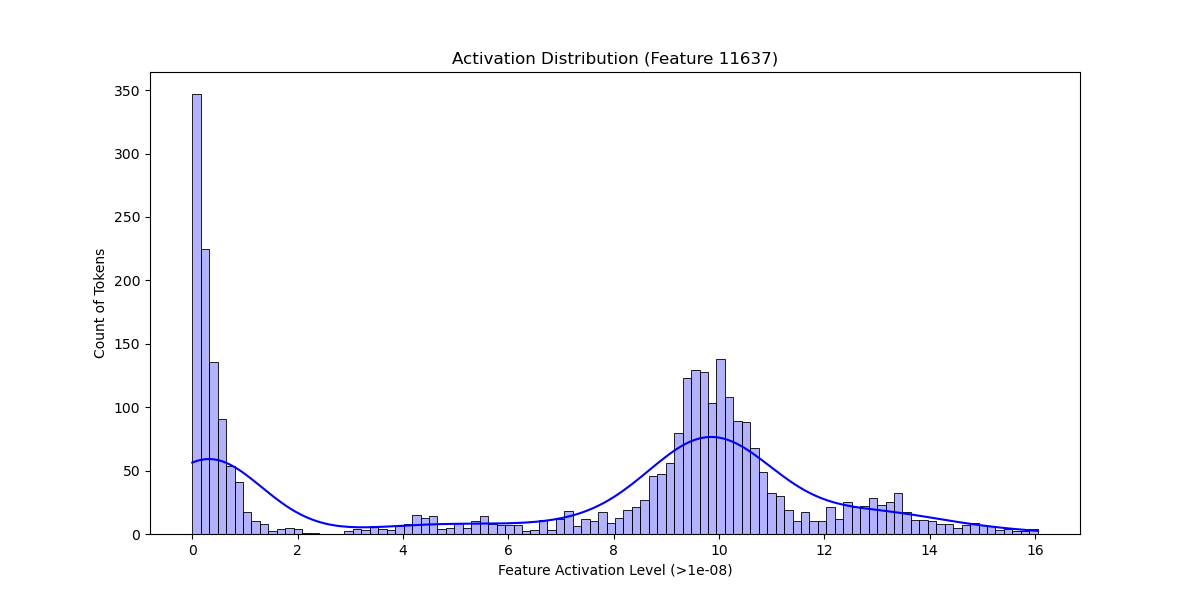 Activation Distribution (Feature 11637)
350
300
250
200
150
100
50
0
Count of Tokens
0 2 4 6 8 10 12 14 16
Feature Activation Level (>1e-08)